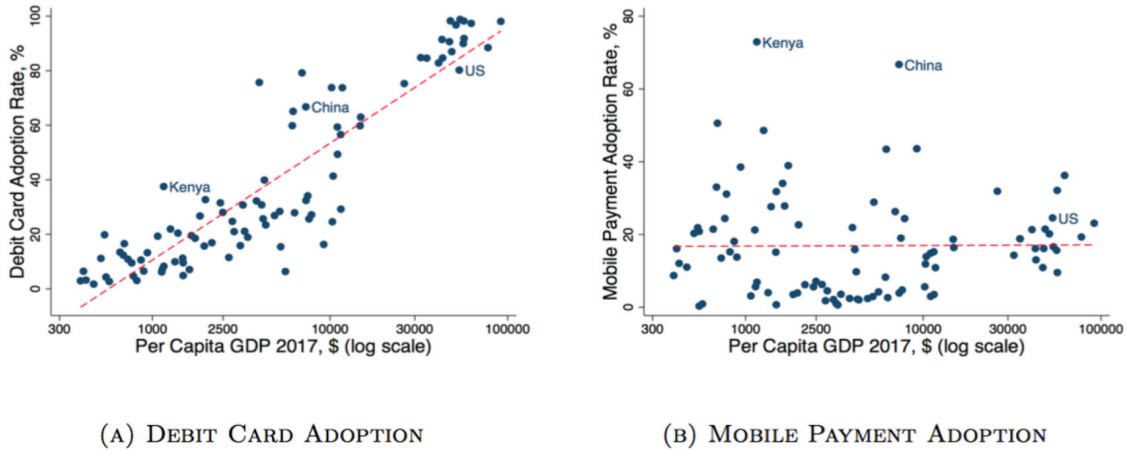 Debit Card Adoption Rate, %
100
80
60
40
20
0
US
China
Kenya
300 1000 2500 10000 30000 100000
Per Capita GDP 2017, $ (log scale)
(A) DEBIT CARD ADOPTION
Mobile Payment Adoption Rate, %
80
60
40
20
0
Kenya
China
US
300 1000 2500 10000 30000 100000
Per Capita GDP 2017, $ (log scale)
(B) MOBILE PAYMENT ADOPTION